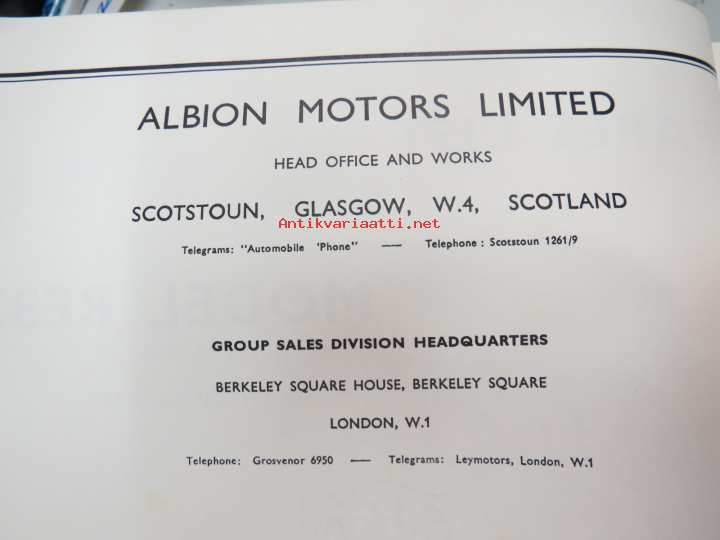 ALBION MOTORS LIMITED
HEAD OFFICE AND WORKS
SCOTSTOUN, GLASGOW, W.4, SCOTLAND
Antikvariaatti.net
Telegrams: "Automobile 'Phone" — Telephone : Scotstoun 1261/9
GROUP SALES DIVISION HEADQUARTERS
BERKELEY SQUARE HOUSE, BERKELEY SQUARE
LONDON, W.1
Telephone: Grosvenor 6950 — Telegrams: Leymotors, London, W.1